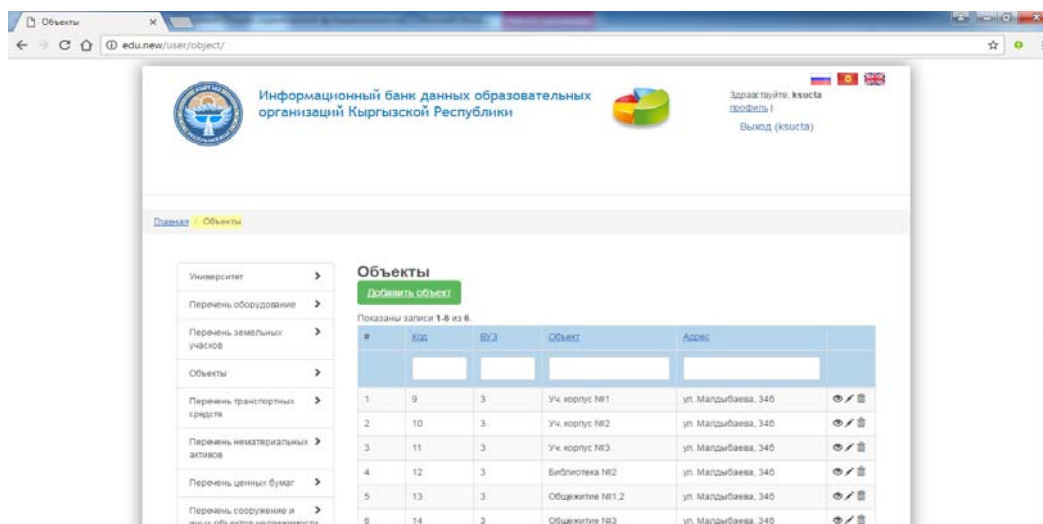 Объекты
edu.new/user/object/
Информационный банк данных образовательных
организаций Кыргызской Республики
Здравствуйте, ksucta
профиль |
Выход (ksucta)
Главная / Объекты
Университет
Перечень оборудование
Перечень земельных
учасков
Объекты
Перечень транспортных
средств
Перечень нематериальных
активов
Перечень ценных бумаг
Перечень сооружение и
иных объектов недвижимости
Объекты
Добавить объект
Показаны записи 1-6 из 6.
# Код ВУЗ Объект Адрес
1 9 3 Уч. корпус №1 ул. Малдыбаева, 34б
2 10 3 Уч. корпус №2 ул. Малдыбаева, 34б
3 11 3 Уч. корпус №3 ул. Малдыбаева, 34б
4 12 3 Библиотека №2 ул. Малдыбаева, 34б
5 13 3 Общежитие №1,2 ул. Малдыбаева, 34б
6 14 3 Общежитие №3 ул. Малдыбаева, 34б